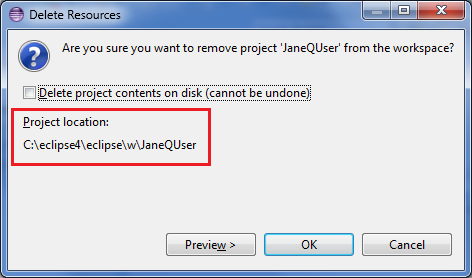 Delete Resources
Are you sure you want to remove project 'JaneQUser' from the workspace?
Delete project contents on disk (cannot be undone)
Project location:
C:\eclipse4\eclipse\w\JaneQUser
Preview >
OK
Cancel